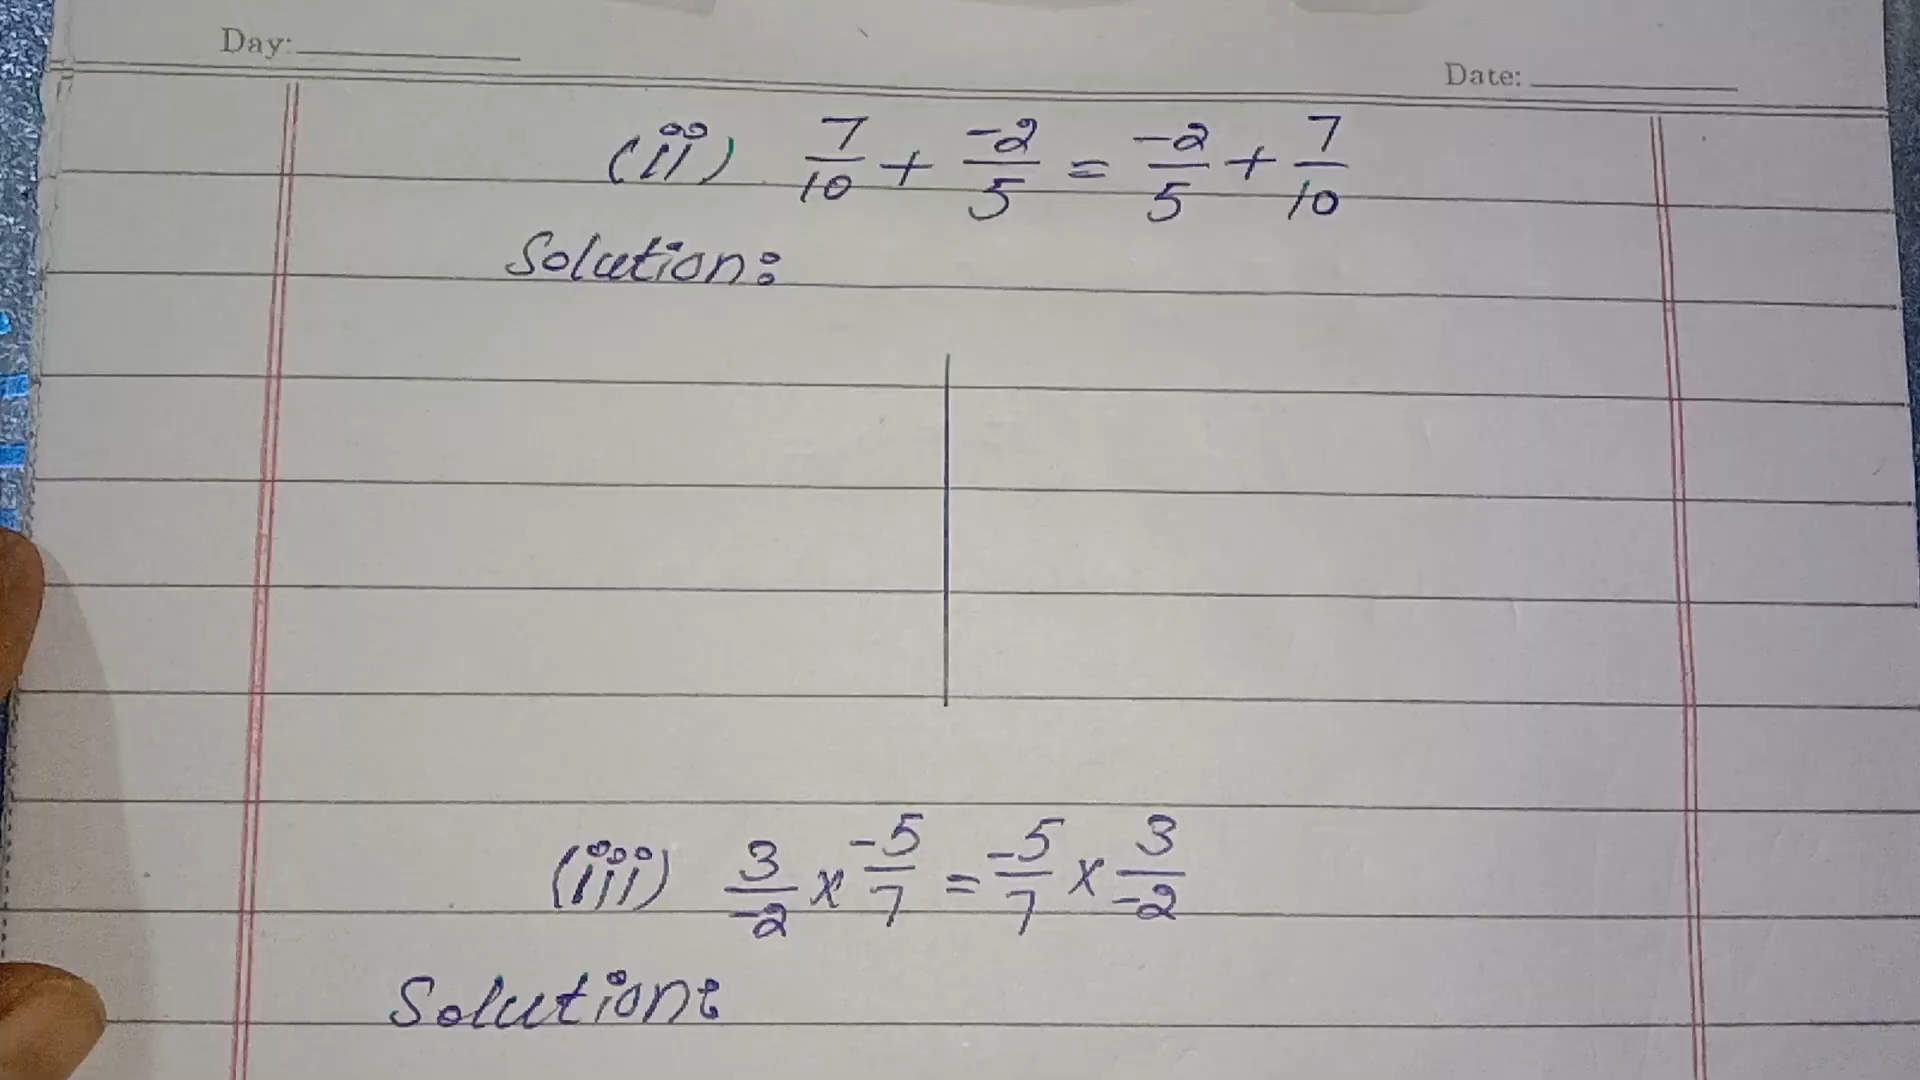 Day:
Date:
(ii) 7/10 + -2/5 = -2/5 + 7/10
Solution:
(iii) 3/-2 × -5/7 = -5/7 × 3/-2
Solution: